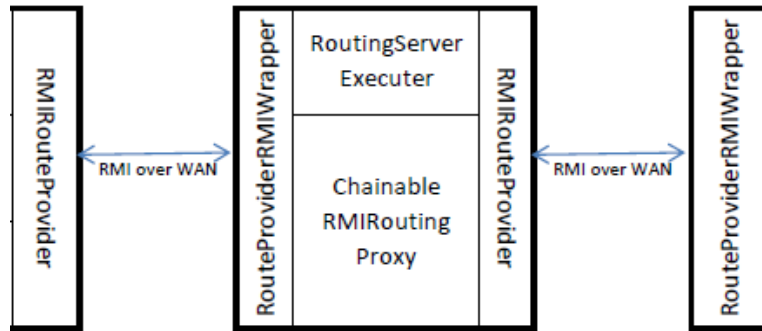 RMIRouteProvider
RMI over WAN
RouteProviderRMIWrapper
RoutingServer
Executer
Chainable
RMIRouting
Proxy
RMIRouteProvider
RMI over WAN
RouteProviderRMIWrapper